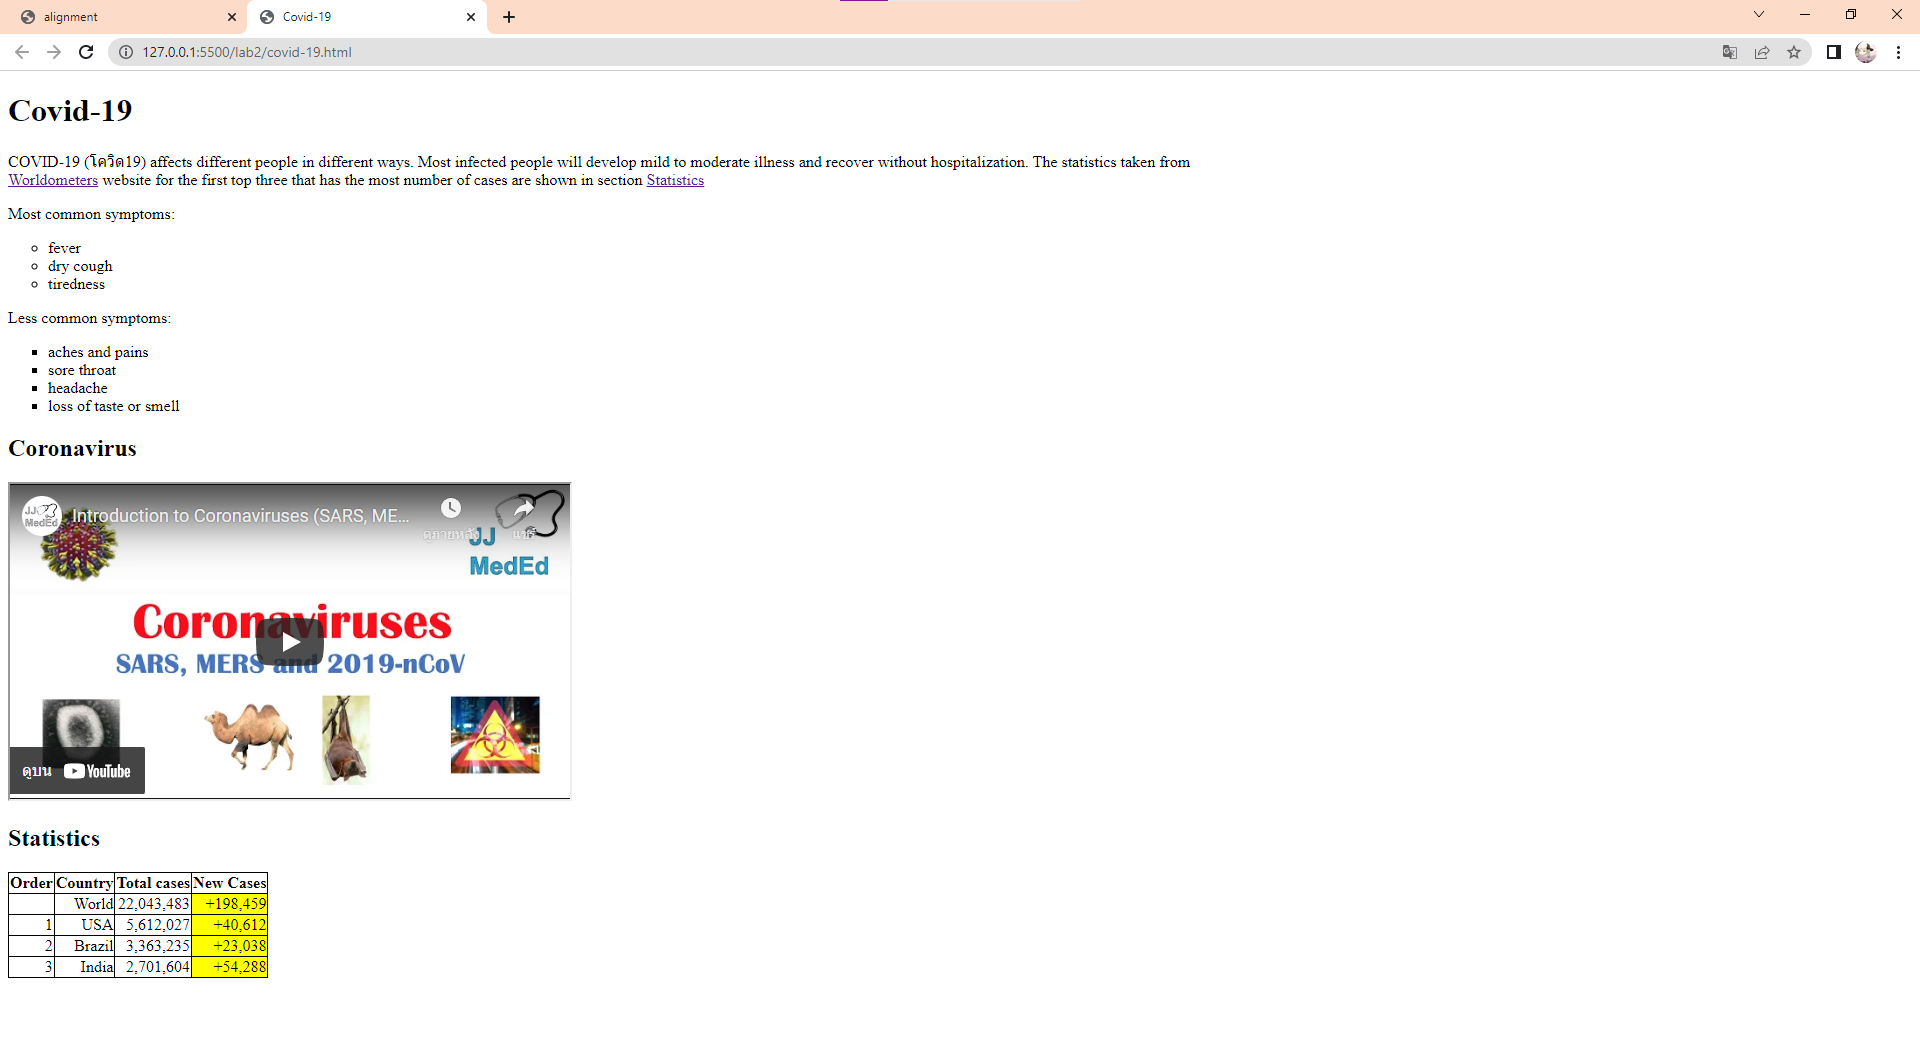 alignment
Covid-19
127.0.0.1:5500/lab2/covid-19.html
Covid-19
COVID-19 (โควิด19) affects different people in different ways. Most infected people will develop mild to moderate illness and recover without hospitalization. The statistics taken from
Worldometers website for the first top three that has the most number of cases are shown in section Statistics
Most common symptoms:
fever
dry cough
tiredness
Less common symptoms:
aches and pains
sore throat
headache
loss of taste or smell
Coronavirus
JJ MedEd
Introduction to Coronaviruses (SARS, ME...
ดูภายหลัง
แชร์
JJ
MedEd
Coronaviruses
SARS, MERS and 2019-nCoV
ดูบน YouTube
Statistics
Order Country Total cases New Cases
World 22,043,483 +198,459
1 USA 5,612,027 +40,612
2 Brazil 3,363,235 +23,038
3 India 2,701,604 +54,288